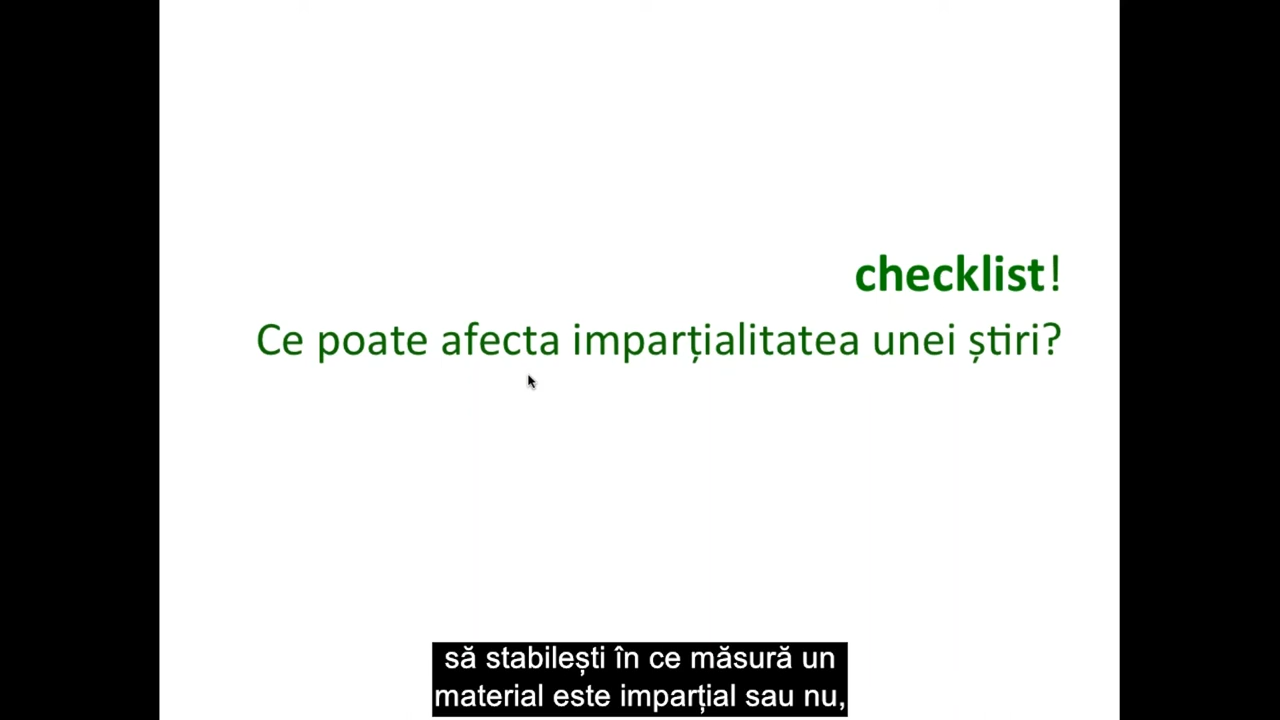 checklist!
Ce poate afecta imparțialitatea unei știri?
să stabilești în ce măsură un
material este imparțial sau nu,